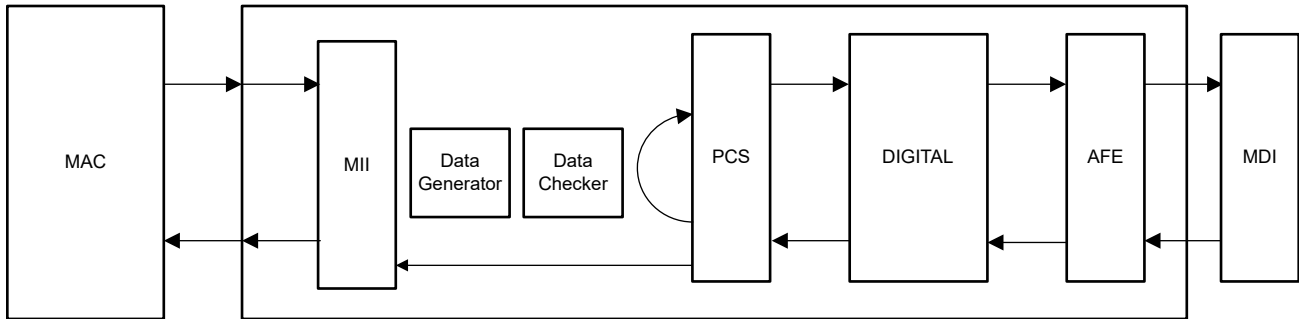 MAC
MII
Data
Generator
Data
Checker
PCS
DIGITAL
AFE
MDI